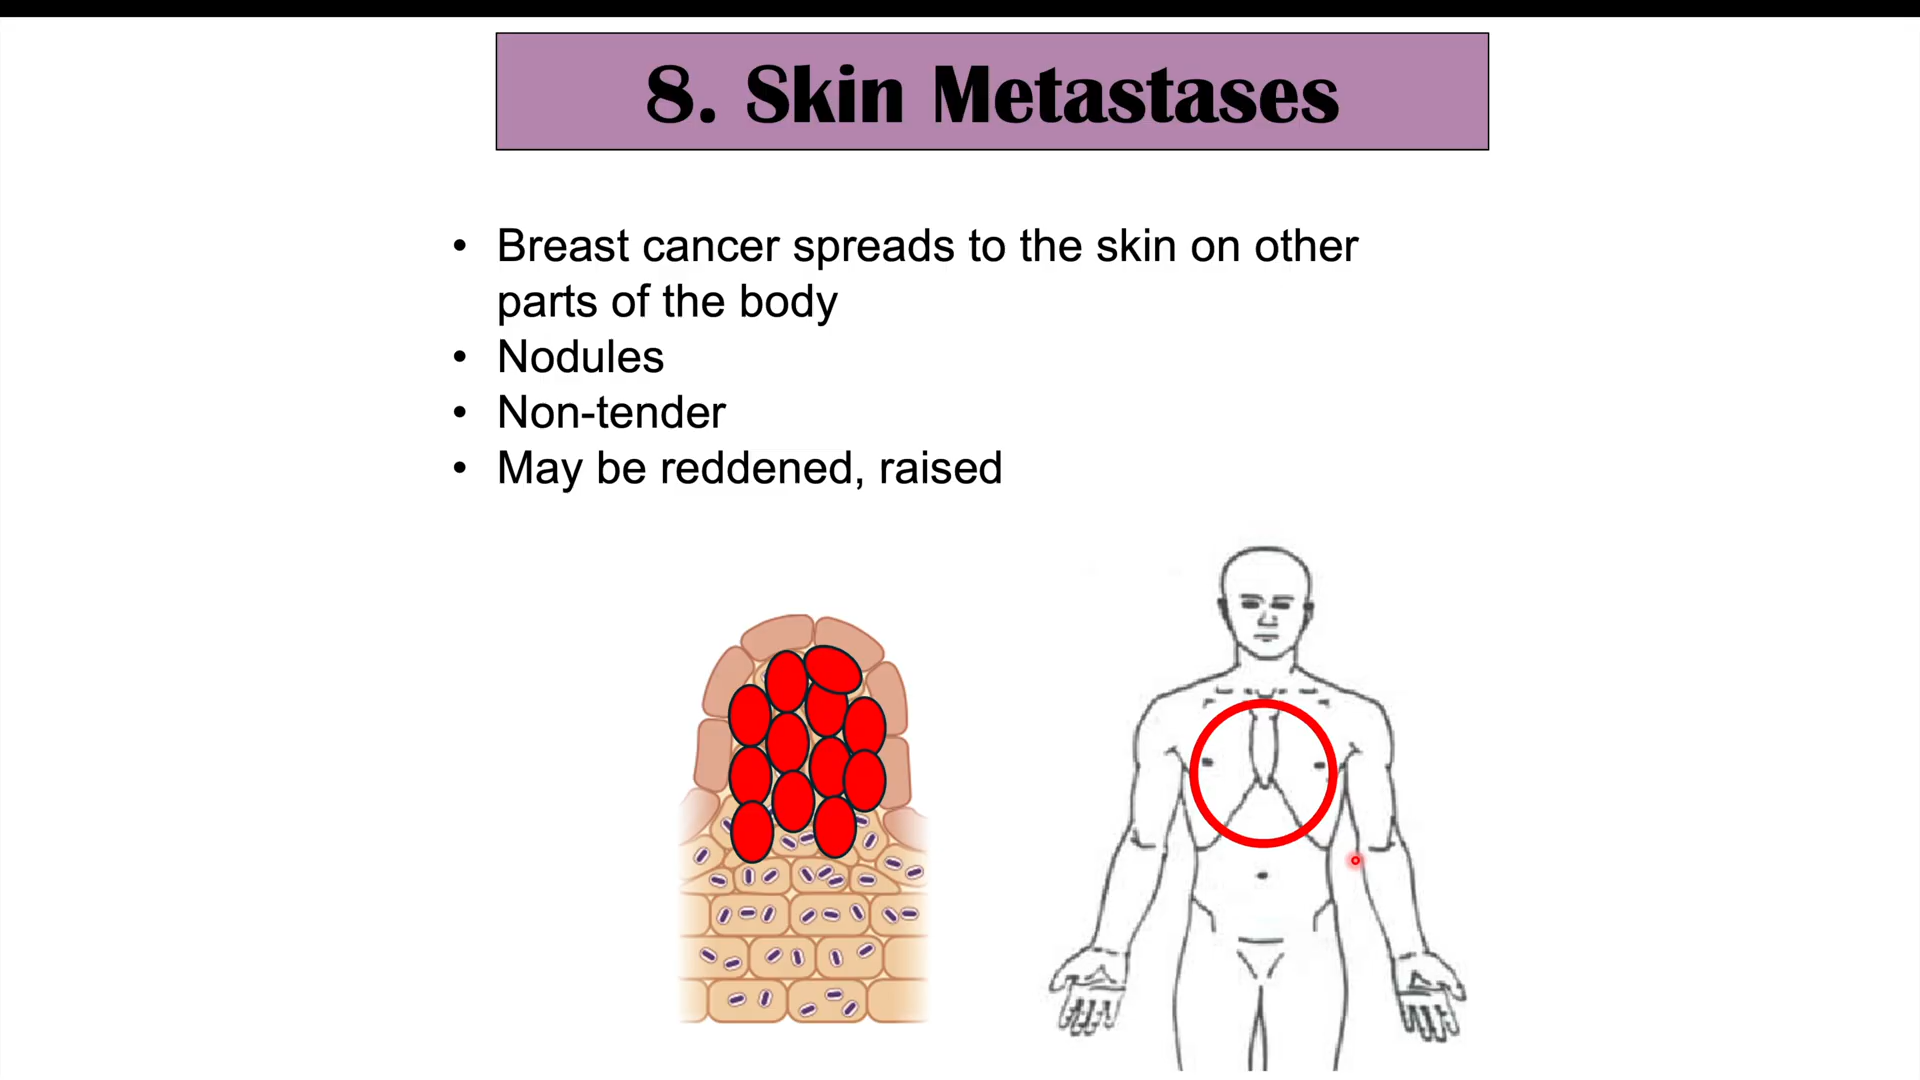 8. Skin Metastases
• Breast cancer spreads to the skin on other
parts of the body
• Nodules
• Non-tender
• May be reddened, raised